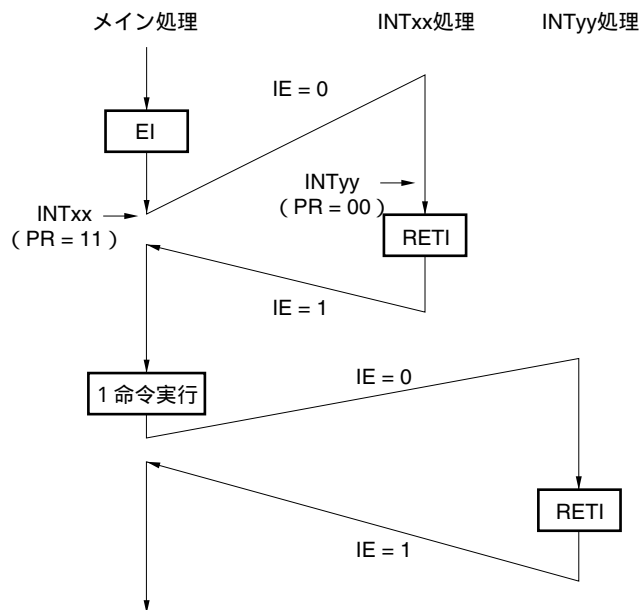 メイン処理
INTxx処理
INTyy処理
IE = 0
EI
INTyy
( PR = 00 )
INTxx
( PR = 11 )
RETI
IE = 1
IE = 0
1 命令実行
RETI
IE = 1